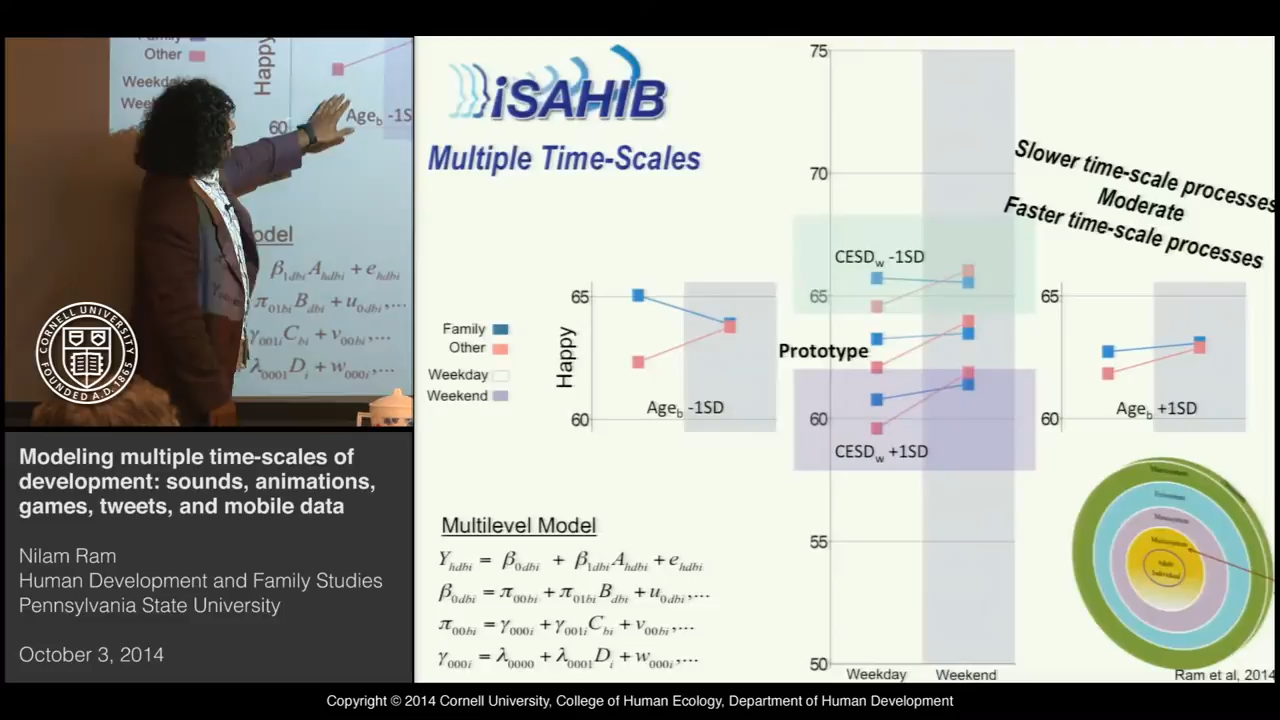 Family
Other
Weekday
Happy
60
Age_b -1S
odel
β_1dbi A_hdbi + e_hdbi
π_01bi B_dbi + u_0dbi,...
γ_001i C_bi + v_00bi,...
λ_0001 D_i + w_000i,...
CORNELL UNIVERSITY
FOUNDED A.D. 1865
Modeling multiple time-scales of
development: sounds, animations,
games, tweets, and mobile data
Nilam Ram
Human Development and Family Studies
Pennsylvania State University
October 3, 2014
iSAHIB
Multiple Time-Scales
Family
Other
Weekday
Weekend
Happy
65
60
Age_b -1SD
75
70
65
60
55
50
CESD_w -1SD
Prototype
CESD_w +1SD
Weekday
Weekend
Slower time-scale processes
Moderate
Faster time-scale processes
65
60
Age_b +1SD
Multilevel Model
Y_hdbi = β_0dbi + β_1dbi A_hdbi + e_hdbi
β_0dbi = π_00bi + π_01bi B_dbi + u_0dbi,...
π_00bi = γ_000i + γ_001i C_bi + v_00bi,...
γ_000i = λ_0000 + λ_0001 D_i + w_000i,...
Individual
Ram et al, 2014
Copyright © 2014 Cornell University, College of Human Ecology, Department of Human Development